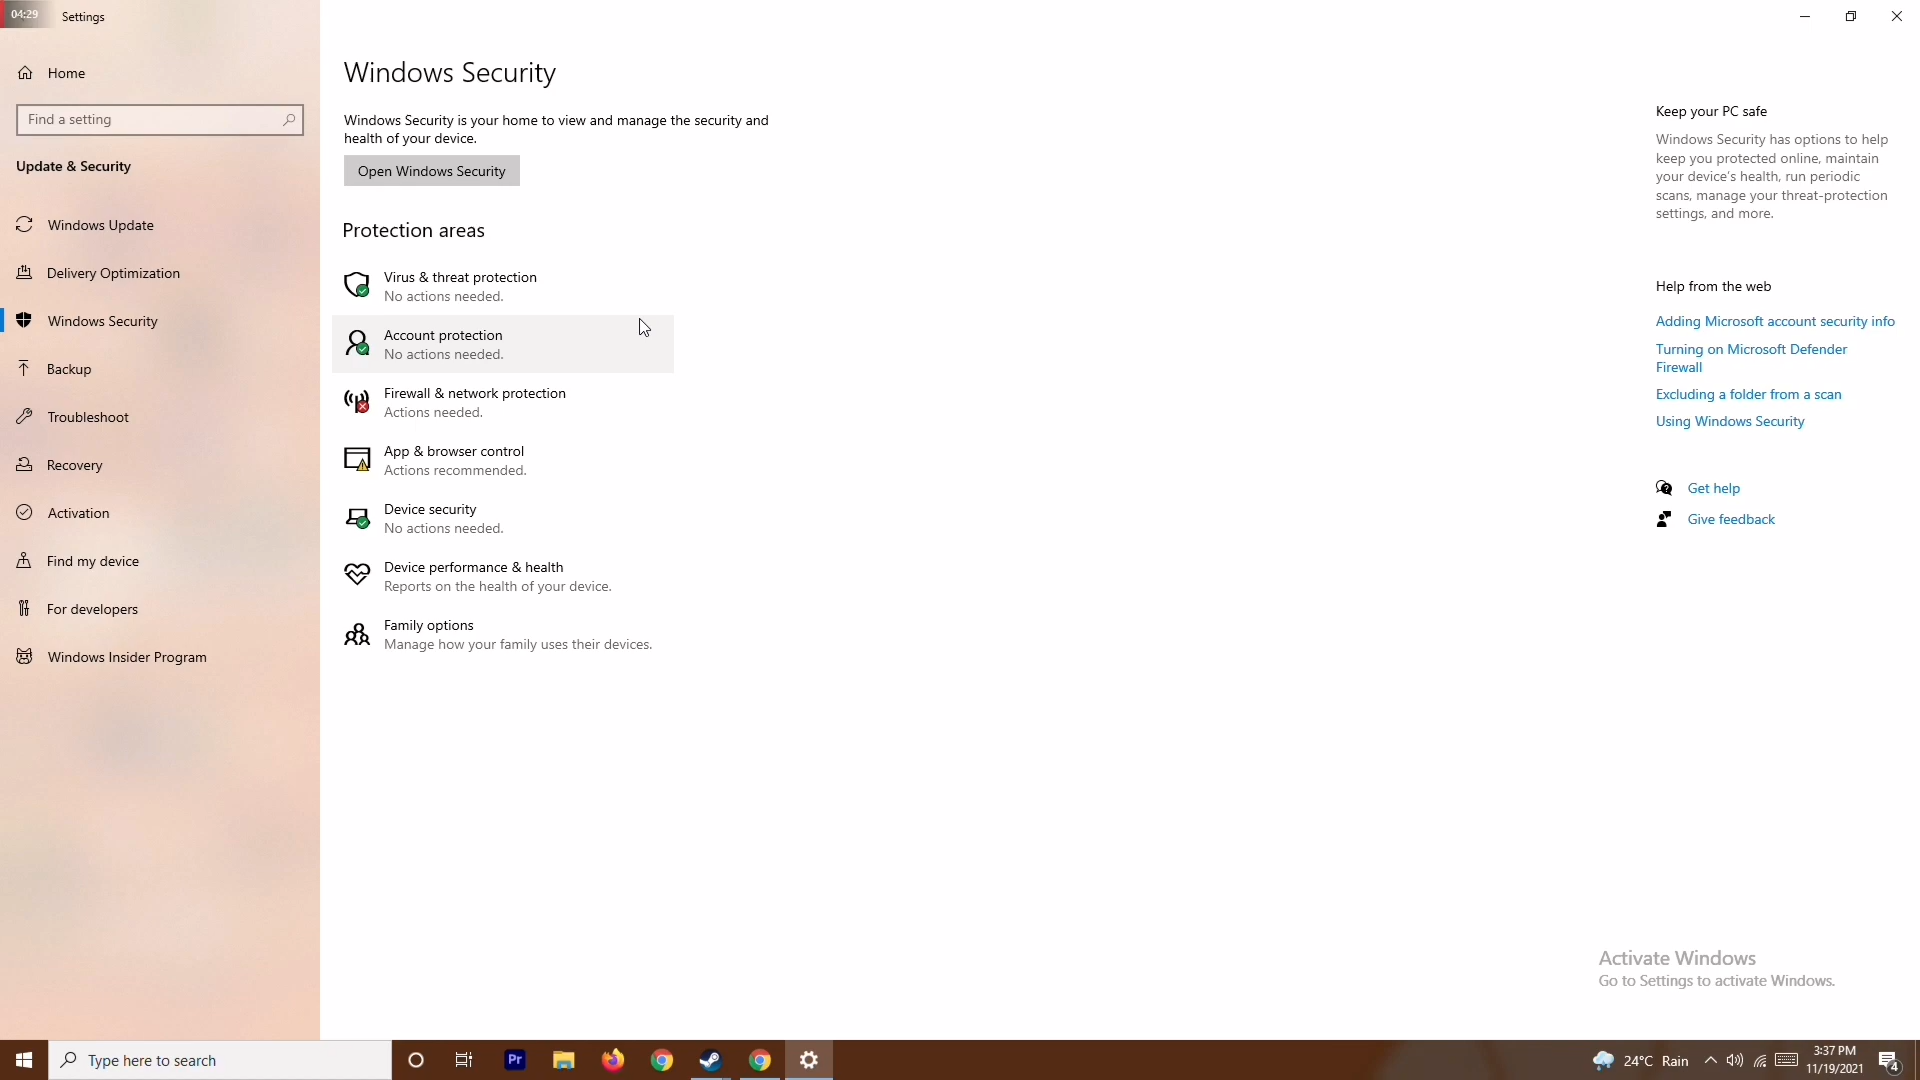 04:29
Settings
Home
Find a setting
Update & Security
Windows Update
Delivery Optimization
Windows Security
Backup
Troubleshoot
Recovery
Activation
Find my device
For developers
Windows Insider Program
Windows Security
Windows Security is your home to view and manage the security and
health of your device.
Open Windows Security
Protection areas
Virus & threat protection
No actions needed.
Account protection
No actions needed.
Firewall & network protection
Actions needed.
App & browser control
Actions recommended.
Device security
No actions needed.
Device performance & health
Reports on the health of your device.
Family options
Manage how your family uses their devices.
Keep your PC safe
Windows Security has options to help
keep you protected online, maintain
your device's health, run periodic
scans, manage your threat-protection
settings, and more.
Help from the web
Adding Microsoft account security info
Turning on Microsoft Defender
Firewall
Excluding a folder from a scan
Using Windows Security
Get help
Give feedback
Activate Windows
Go to Settings to activate Windows.
Type here to search
Pr
24°C Rain
3:37 PM
11/19/2021
4